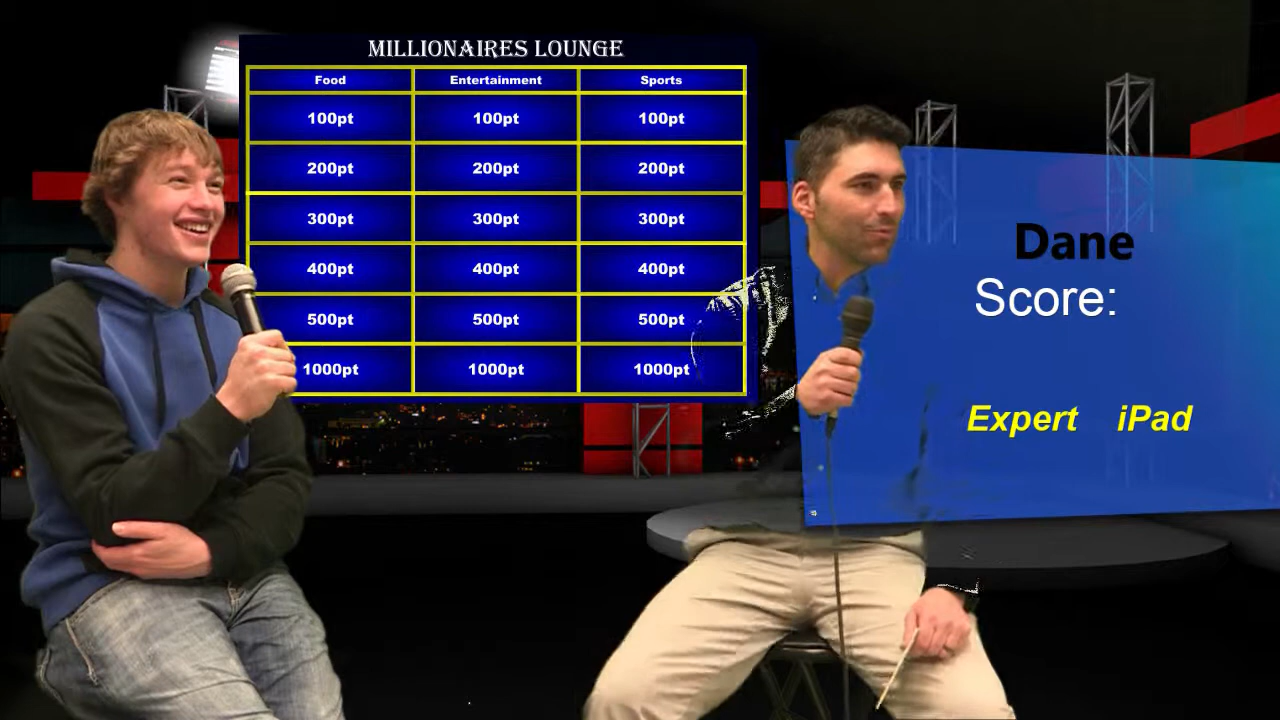 MILLIONAIRES LOUNGE
Food Entertainment Sports
100pt 100pt 100pt
200pt 200pt 200pt
300pt 300pt 300pt
400pt 400pt 400pt
500pt 500pt 500pt
1000pt 1000pt 1000pt
Dane
Score:
Expert iPad